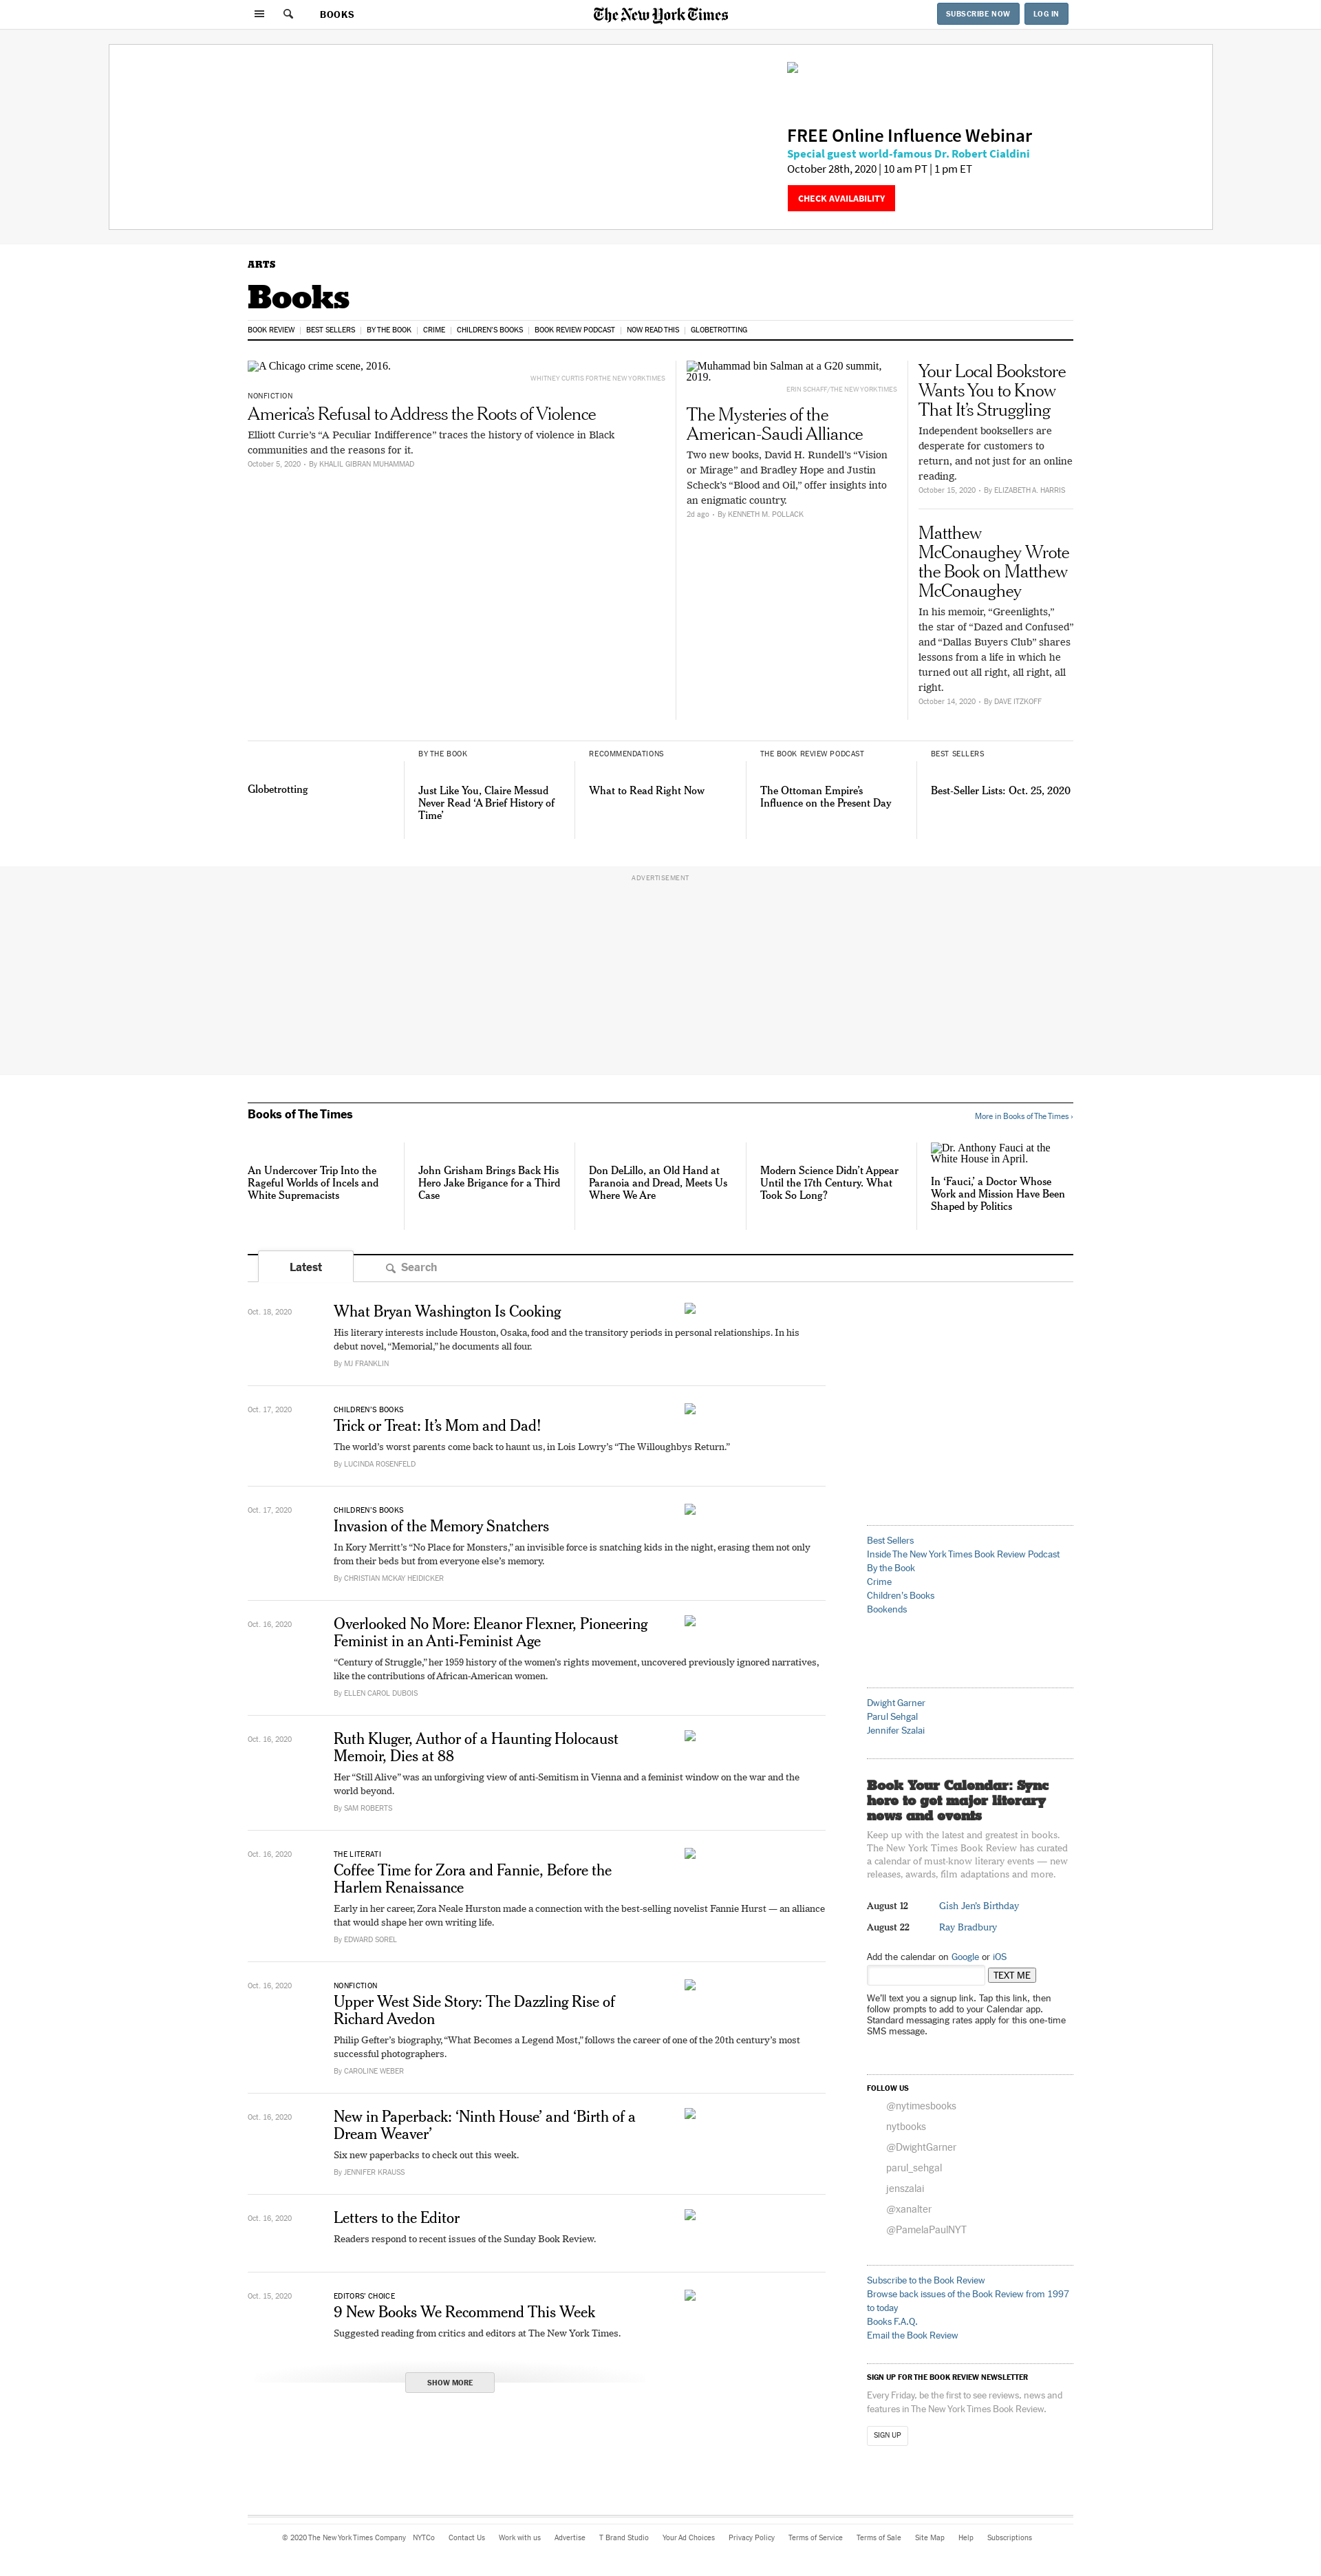 BOOKS
The New York Times
SUBSCRIBE NOW
LOG IN
FREE Online Influence Webinar
Special guest world-famous Dr. Robert Cialdini
October 28th, 2020 | 10 am PT | 1 pm ET
CHECK AVAILABILITY
ARTS
Books
BOOK REVIEW | BEST SELLERS | BY THE BOOK | CRIME | CHILDREN'S BOOKS | BOOK REVIEW PODCAST | NOW READ THIS | GLOBETROTTING
A Chicago crime scene, 2016.
WHITNEY CURTIS FOR THE NEW YORK TIMES
NONFICTION
America's Refusal to Address the Roots of Violence
Elliott Currie's “A Peculiar Indifference” traces the history of violence in Black
communities and the reasons for it.
October 5, 2020 - By KHALIL GIBRAN MUHAMMAD
Muhammad bin Salman at a G20 summit,
2019.
ERIN SCHAFF/THE NEW YORK TIMES
The Mysteries of the
American-Saudi Alliance
Two new books, David H. Rundell's “Vision
or Mirage” and Bradley Hope and Justin
Scheck's “Blood and Oil,” offer insights into
an enigmatic country.
2d ago - By KENNETH M. POLLACK
Your Local Bookstore
Wants You to Know
That It's Struggling
Independent booksellers are
desperate for customers to
return, and not just for an online
reading.
October 15, 2020 - By ELIZABETH A. HARRIS
Matthew
McConaughey Wrote
the Book on Matthew
McConaughey
In his memoir, “Greenlights,”
the star of “Dazed and Confused”
and “Dallas Buyers Club” shares
lessons from a life in which he
turned out all right, all right, all
right.
October 14, 2020 - By DAVE ITZKOFF
Globetrotting
BY THE BOOK
Just Like You, Claire Messud
Never Read ‘A Brief History of
Time’
RECOMMENDATIONS
What to Read Right Now
THE BOOK REVIEW PODCAST
The Ottoman Empire's
Influence on the Present Day
BEST SELLERS
Best-Seller Lists: Oct. 25, 2020
ADVERTISEMENT
Books of The Times
More in Books of The Times ›
An Undercover Trip Into the
Rageful Worlds of Incels and
White Supremacists
John Grisham Brings Back His
Hero Jake Brigance for a Third
Case
Don DeLillo, an Old Hand at
Paranoia and Dread, Meets Us
Where We Are
Modern Science Didn't Appear
Until the 17th Century. What
Took So Long?
Dr. Anthony Fauci at the
White House in April.
In ‘Fauci,’ a Doctor Whose
Work and Mission Have Been
Shaped by Politics
Latest
Search
Oct. 18, 2020
What Bryan Washington Is Cooking
His literary interests include Houston, Osaka, food and the transitory periods in personal relationships. In his
debut novel, “Memorial,” he documents all four.
By MJ FRANKLIN
Oct. 17, 2020
CHILDREN'S BOOKS
Trick or Treat: It's Mom and Dad!
The world's worst parents come back to haunt us, in Lois Lowry's “The Willoughbys Return.”
By LUCINDA ROSENFELD
Oct. 17, 2020
CHILDREN'S BOOKS
Invasion of the Memory Snatchers
In Kory Merritt's “No Place for Monsters,” an invisible force is snatching kids in the night, erasing them not only
from their beds but from everyone else's memory.
By CHRISTIAN MCKAY HEIDICKER
Oct. 16, 2020
Overlooked No More: Eleanor Flexner, Pioneering
Feminist in an Anti-Feminist Age
“Century of Struggle,” her 1959 history of the women's rights movement, uncovered previously ignored narratives,
like the contributions of African-American women.
By ELLEN CAROL DUBOIS
Oct. 16, 2020
Ruth Kluger, Author of a Haunting Holocaust
Memoir, Dies at 88
Her “Still Alive” was an unforgiving view of anti-Semitism in Vienna and a feminist window on the war and the
world beyond.
By SAM ROBERTS
Oct. 16, 2020
THE LITERATI
Coffee Time for Zora and Fannie, Before the
Harlem Renaissance
Early in her career, Zora Neale Hurston made a connection with the best-selling novelist Fannie Hurst — an alliance
that would shape her own writing life.
By EDWARD SOREL
Oct. 16, 2020
NONFICTION
Upper West Side Story: The Dazzling Rise of
Richard Avedon
Philip Gefter's biography, “What Becomes a Legend Most,” follows the career of one of the 20th century's most
successful photographers.
By CAROLINE WEBER
Oct. 16, 2020
New in Paperback: ‘Ninth House’ and ‘Birth of a
Dream Weaver’
Six new paperbacks to check out this week.
By JENNIFER KRAUSS
Oct. 16, 2020
Letters to the Editor
Readers respond to recent issues of the Sunday Book Review.
Oct. 15, 2020
EDITORS' CHOICE
9 New Books We Recommend This Week
Suggested reading from critics and editors at The New York Times.
SHOW MORE
Best Sellers
Inside The New York Times Book Review Podcast
By the Book
Crime
Children's Books
Bookends
Dwight Garner
Parul Sehgal
Jennifer Szalai
Book Your Calendar: Sync
here to get major literary
news and events
Keep up with the latest and greatest in books.
The New York Times Book Review has curated
a calendar of must-know literary events — new
releases, awards, film adaptations and more.
August 12 Gish Jen's Birthday
August 22 Ray Bradbury
Add the calendar on Google or iOS
TEXT ME
We'll text you a signup link. Tap this link, then
follow prompts to add to your Calendar app.
Standard messaging rates apply for this one-time
SMS message.
FOLLOW US
@nytimesbooks
nytbooks
@DwightGarner
parul_sehgal
jenszalai
@xanalter
@PamelaPaulNYT
Subscribe to the Book Review
Browse back issues of the Book Review from 1997
to today
Books F.A.Q.
Email the Book Review
SIGN UP FOR THE BOOK REVIEW NEWSLETTER
Every Friday, be the first to see reviews, news and
features in The New York Times Book Review.
SIGN UP
© 2020 The New York Times Company NYTCo Contact Us Work with us Advertise T Brand Studio Your Ad Choices Privacy Policy Terms of Service Terms of Sale Site Map Help Subscriptions